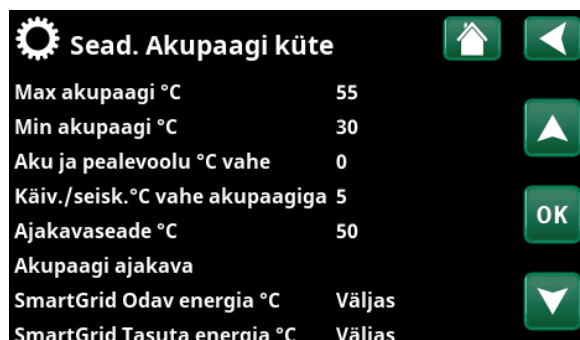 Sead. Akupaagi küte
Max akupaagi °C 55
Min akupaagi °C 30
Aku ja pealevoolu °C vahe 0
Käiv./seisk.°C vahe akupaagiga 5
OK
Ajakavaseade °C 50
Akupaagi ajakava
SmartGrid Odav energia °C Väljas
SmartGrid Tasuta energia °C Väljas